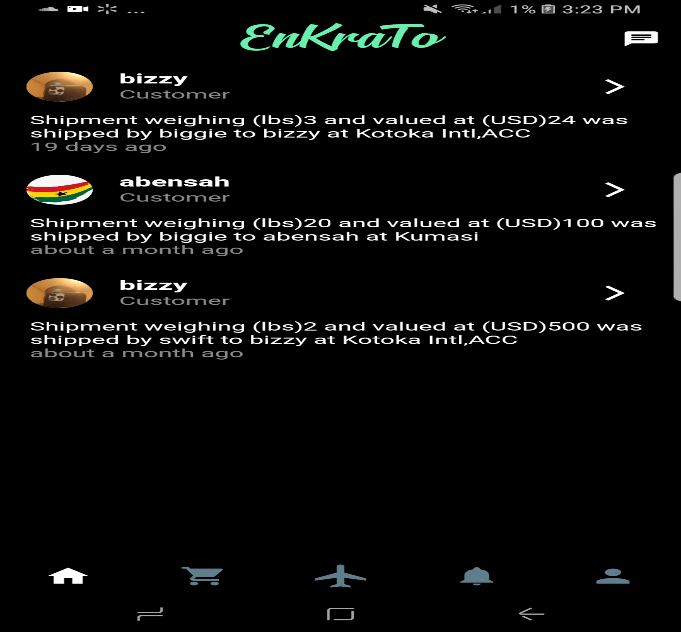 1% 3:23 PM
EnKraTo
bizzy
Customer
Shipment weighing (lbs)3 and valued at (USD)24 was
shipped by biggie to bizzy at Kotoka Intl,ACC
19 days ago
abensah
Customer
Shipment weighing (lbs)20 and valued at (USD)100 was
shipped by biggie to abensah at Kumasi
about a month ago
bizzy
Customer
Shipment weighing (lbs)2 and valued at (USD)500 was
shipped by swift to bizzy at Kotoka Intl,ACC
about a month ago